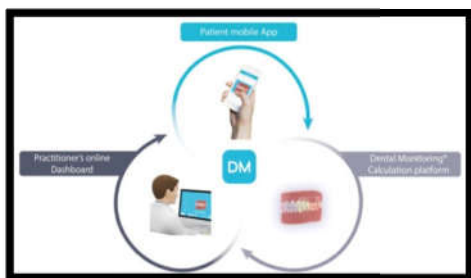 Patient mobile App
Practitioner's online
Dashboard
DM
Dental Monitoring®
Calculation platform